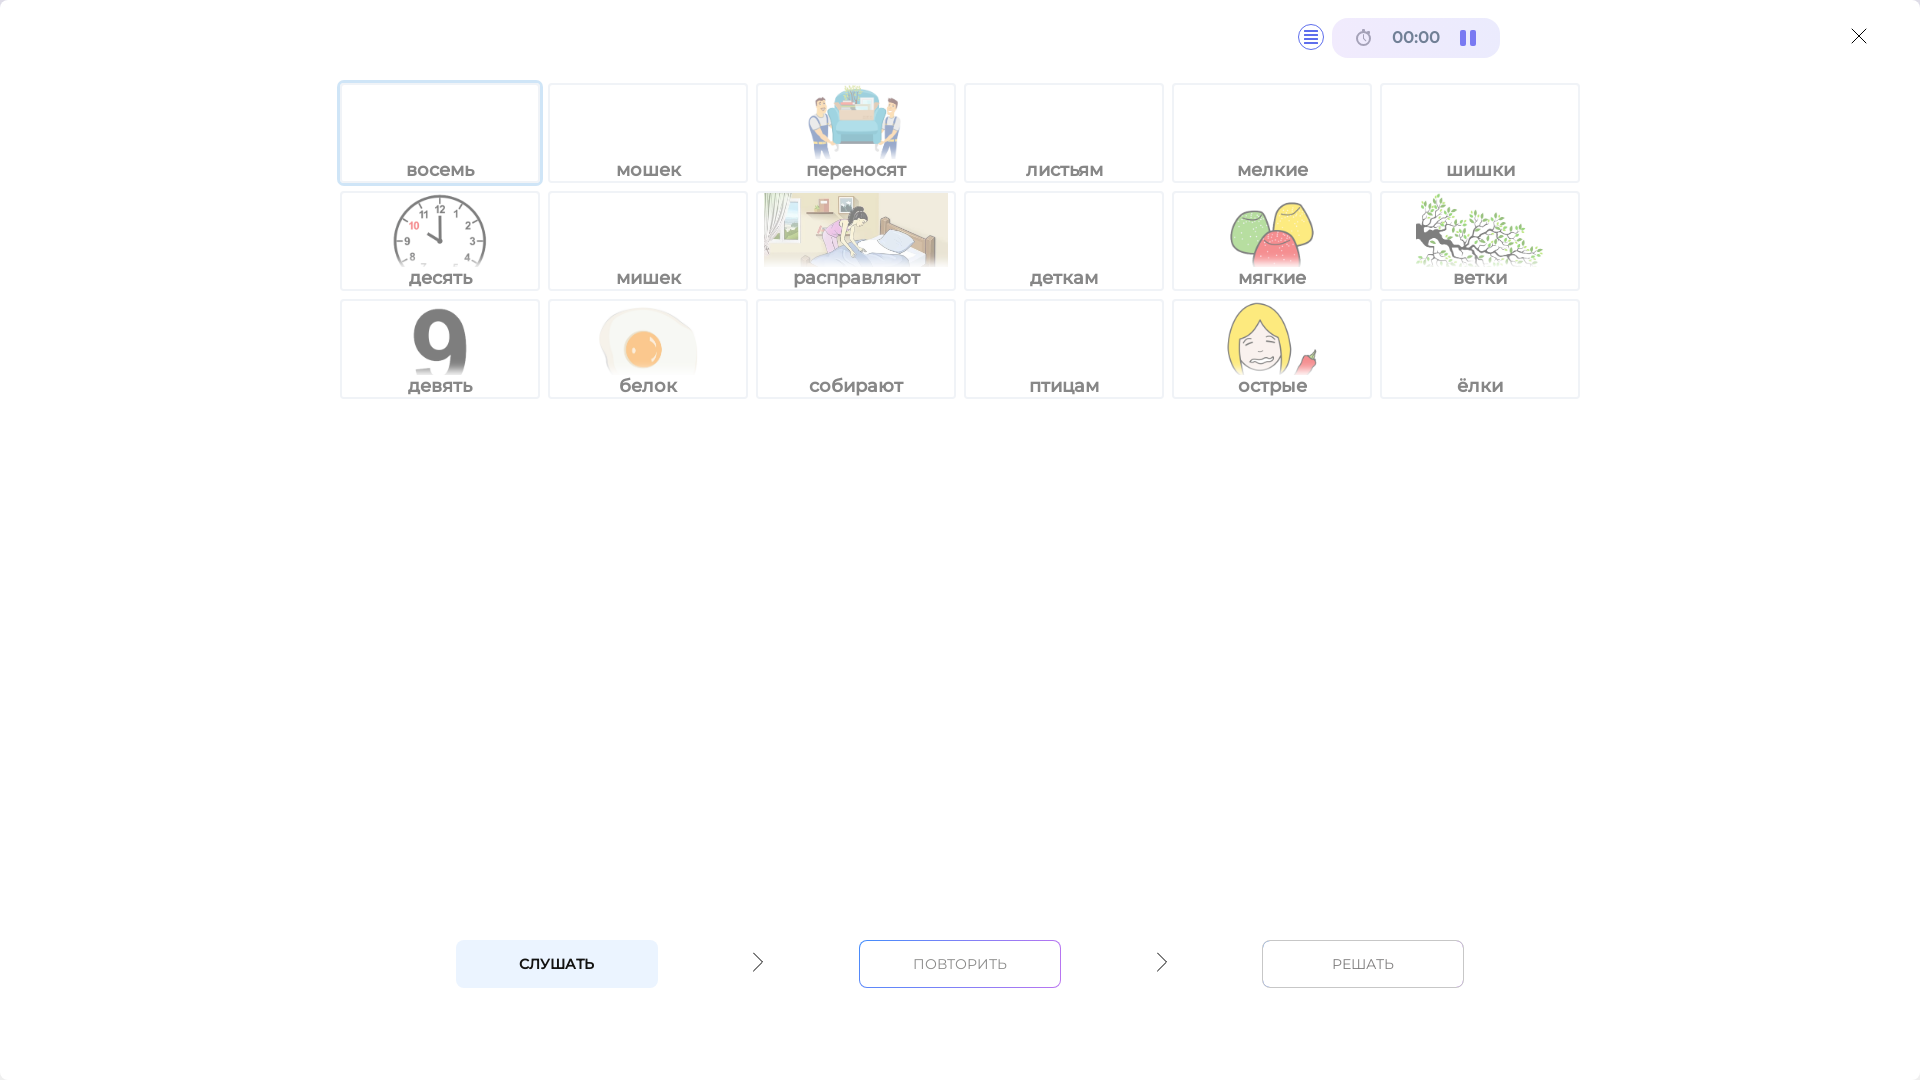 00:00
восемь мошек переносят листьям мелкие шишки
12
11 1
10 2
9 3
8 4
десять мишек расправляют деткам мягкие ветки
9
девять белок собирают птицам острые ёлки
СЛУШАТЬ ПОВТОРИТЬ РЕШАТЬ